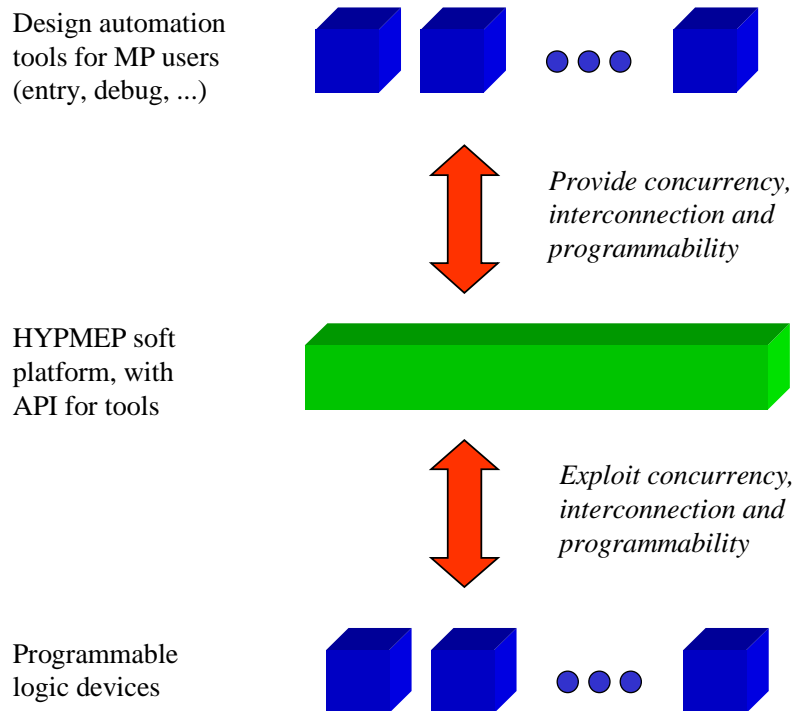 Design automation
tools for MP users
(entry, debug, ...)
Provide concurrency,
interconnection and
programmability
HYPMEP soft
platform, with
API for tools
Exploit concurrency,
interconnection and
programmability
Programmable
logic devices